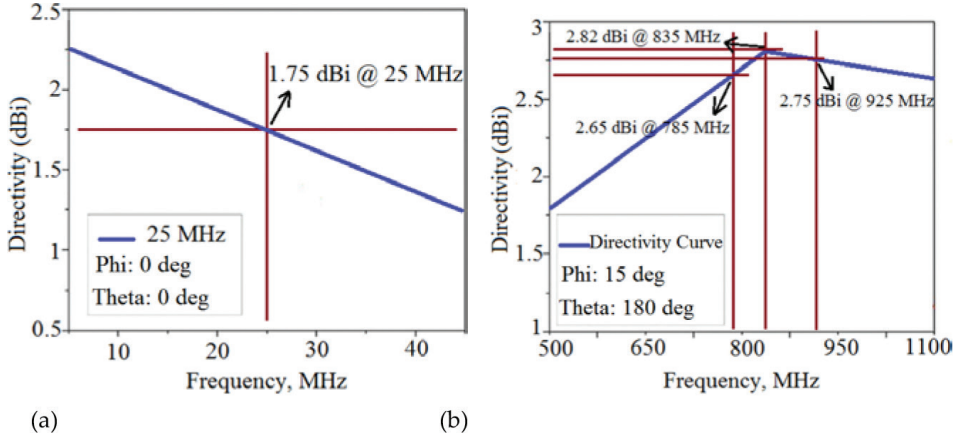 2.5
2
1.5
1
0.5
Directivity (dBi)
1.75 dBi @ 25 MHz
25 MHz
Phi: 0 deg
Theta: 0 deg
10
20
30
40
Frequency, MHz
(a)
3
2.5
2
1.5
1
Directivity (dBi)
2.82 dBi @ 835 MHz
2.65 dBi @ 785 MHz
2.75 dBi @ 925 MHz
Directivity Curve
Phi: 15 deg
Theta: 180 deg
500
650
800
950
1100
Frequency, MHz
(b)